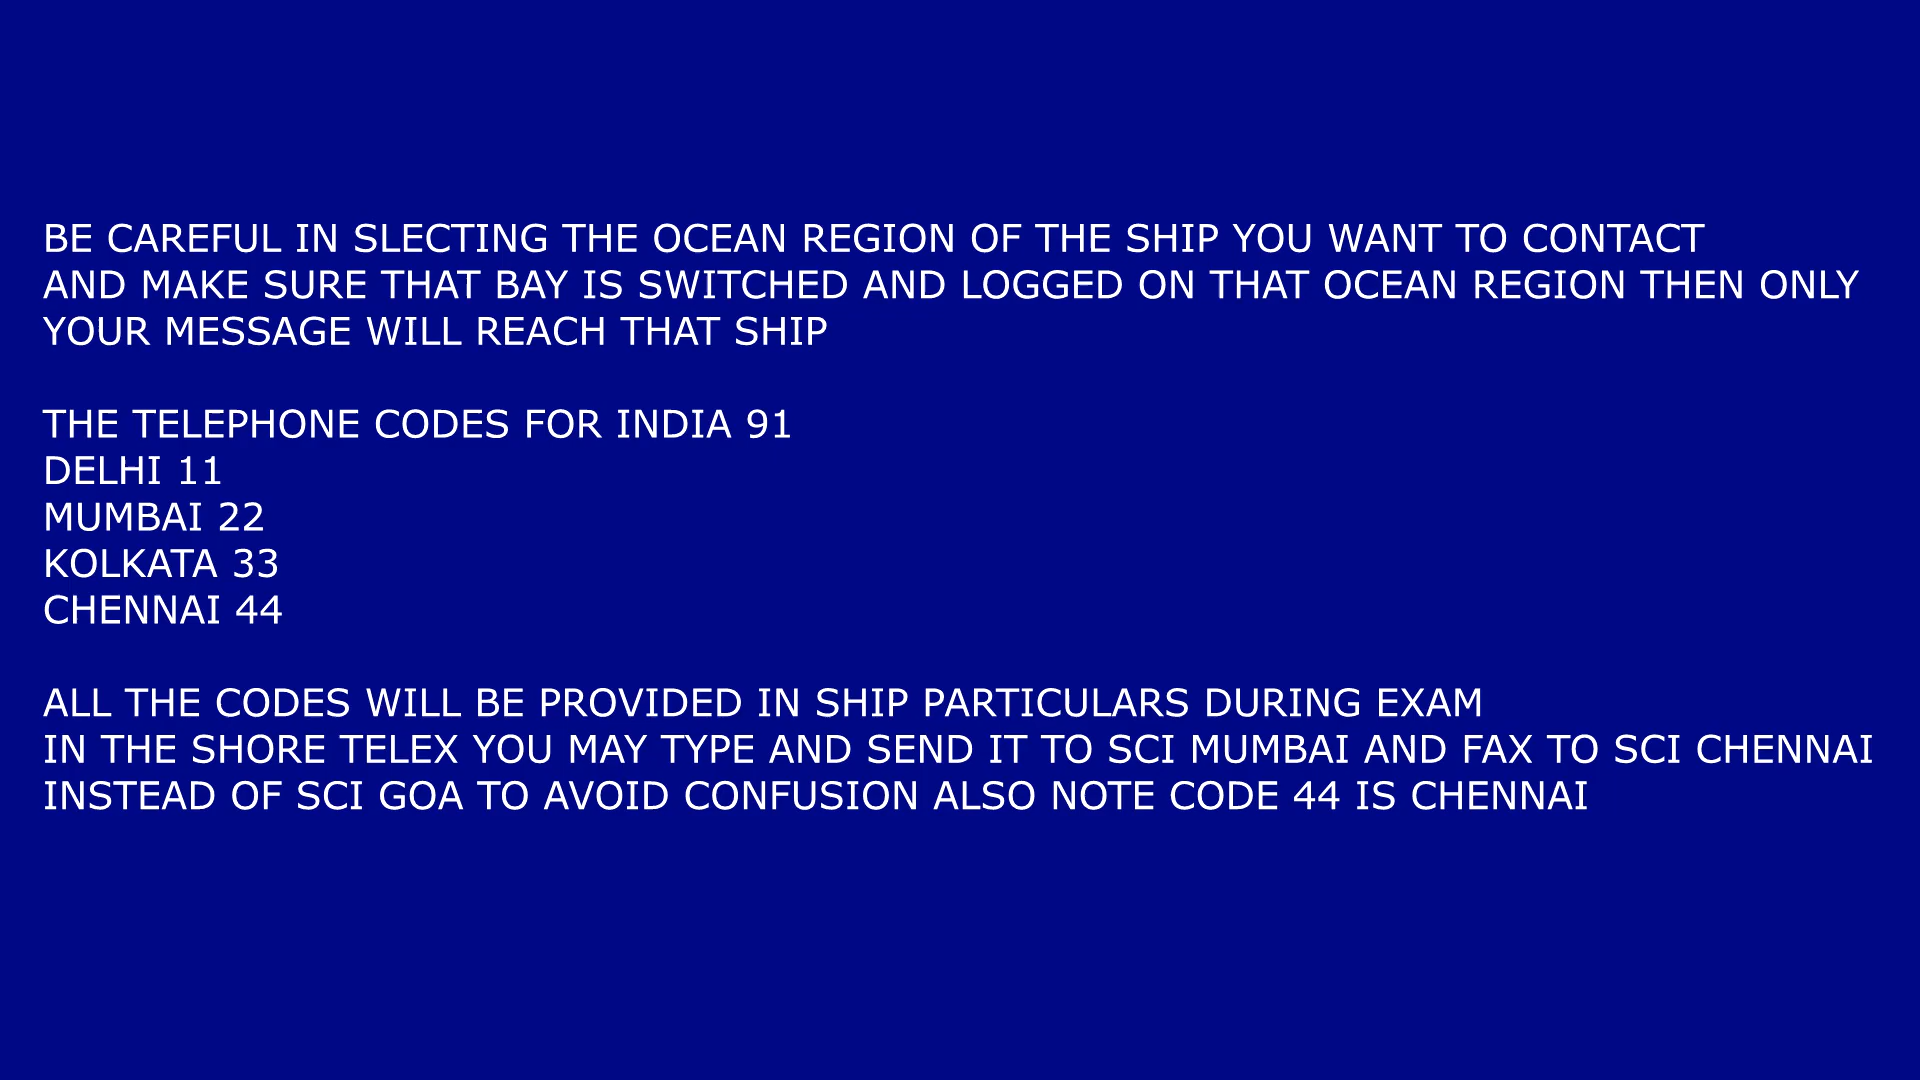 BE CAREFUL IN SLECTING THE OCEAN REGION OF THE SHIP YOU WANT TO CONTACT
AND MAKE SURE THAT BAY IS SWITCHED AND LOGGED ON THAT OCEAN REGION THEN ONLY
YOUR MESSAGE WILL REACH THAT SHIP
THE TELEPHONE CODES FOR INDIA 91
DELHI 11
MUMBAI 22
KOLKATA 33
CHENNAI 44
ALL THE CODES WILL BE PROVIDED IN SHIP PARTICULARS DURING EXAM
IN THE SHORE TELEX YOU MAY TYPE AND SEND IT TO SCI MUMBAI AND FAX TO SCI CHENNAI
INSTEAD OF SCI GOA TO AVOID CONFUSION ALSO NOTE CODE 44 IS CHENNAI